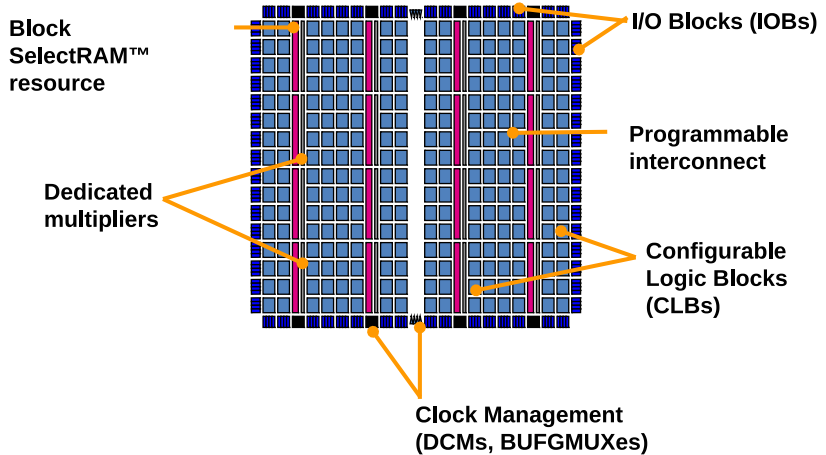 Block
SelectRAM™
resource
I/O Blocks (IOBs)
Programmable
interconnect
Dedicated
multipliers
Configurable
Logic Blocks
(CLBs)
Clock Management
(DCMs, BUFGMUXes)